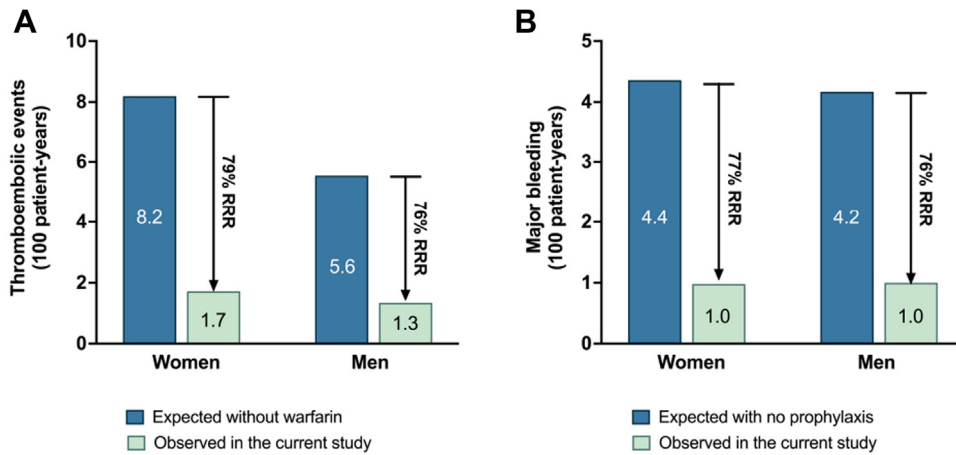 A
Thromboembolic events
(100 patient-years)
10
8
6
4
2
0
8.2
79% RRR
1.7
5.6
76% RRR
1.3
Women
Men
Expected without warfarin
Observed in the current study
B
Major bleeding
(100 patient-years)
5
4
3
2
1
0
4.4
77% RRR
1.0
4.2
76% RRR
1.0
Women
Men
Expected with no prophylaxis
Observed in the current study